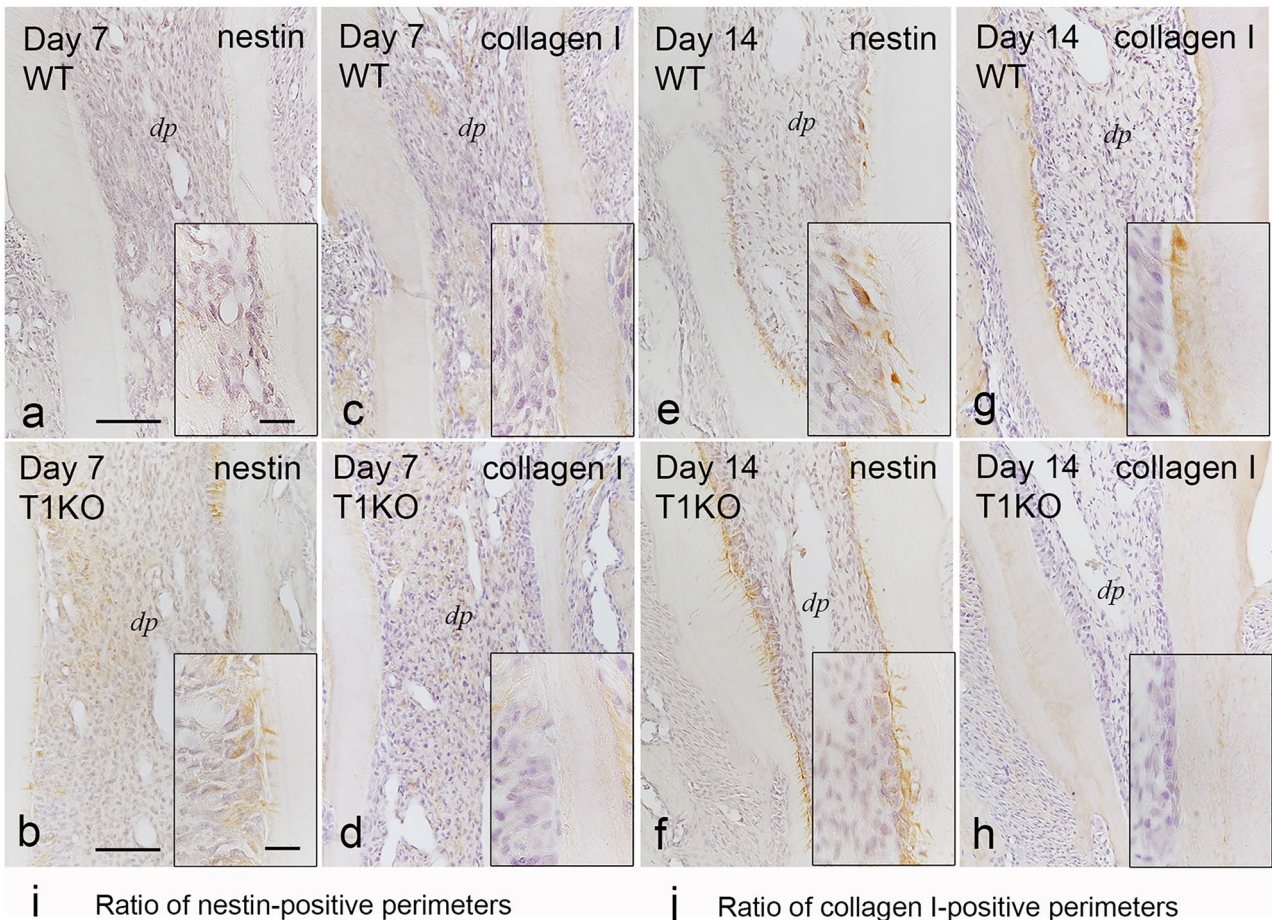 Day 7 nestin
WT
dp
a
Day 7 collagen I
WT
dp
c
Day 14 nestin
WT
dp
e
Day 14 collagen I
WT
dp
g
Day 7 nestin
T1KO
dp
b
Day 7 collagen I
T1KO
dp
d
Day 14 nestin
T1KO
dp
f
Day 14 collagen I
T1KO
dp
h
i Ratio of nestin-positive perimeters
j Ratio of collagen I-positive perimeters